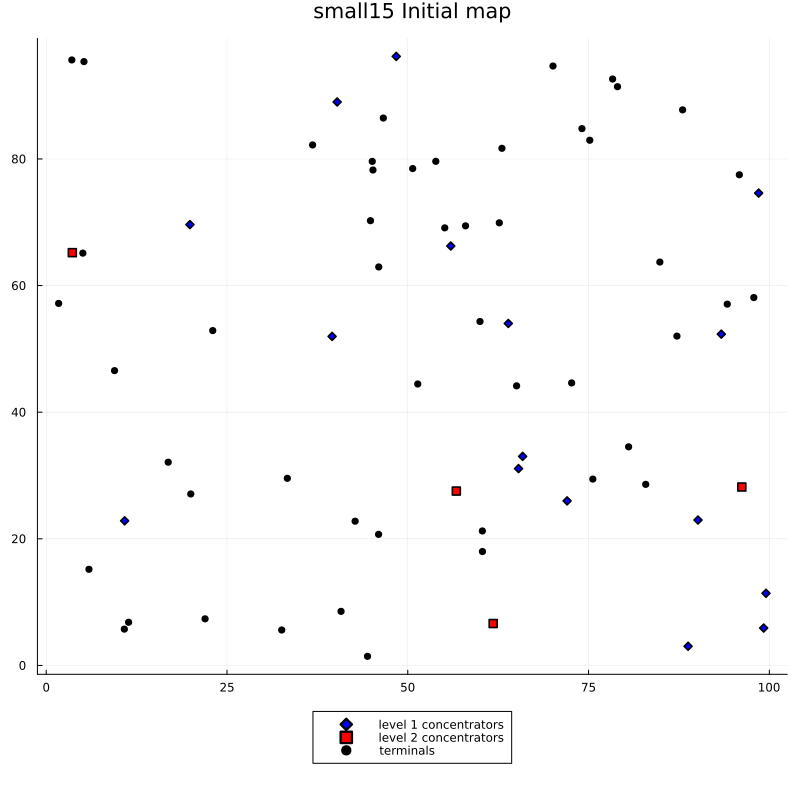 small15 Initial map
80
60
40
20
0
0 25 50 75 100
level 1 concentrators
level 2 concentrators
terminals